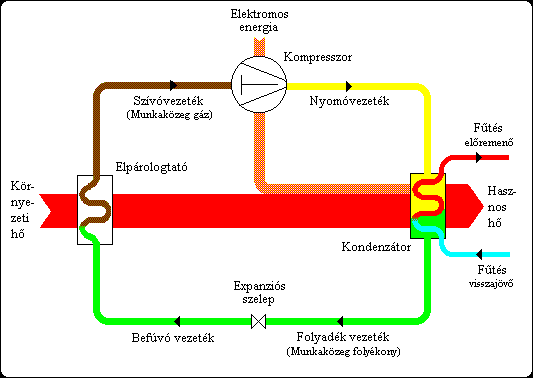 Elektromos
energia
Kompresszor
Szívóvezeték
(Munkaközeg gáz)
Nyomóvezeték
Fűtés
előremenő
Elpárologtató
Kör-
nye-
zeti
hő
Hasz-
nos
hő
Kondenzátor
Fűtés
visszajövő
Expanziós
szelep
Befúvó vezeték
Folyadék vezeték
(Munkaközeg folyékony)